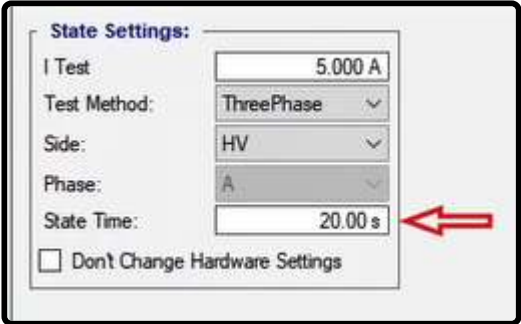 State Settings:
I Test 5.000 A
Test Method: ThreePhase
Side: HV
Phase: A
State Time: 20.00 s
Don't Change Hardware Settings